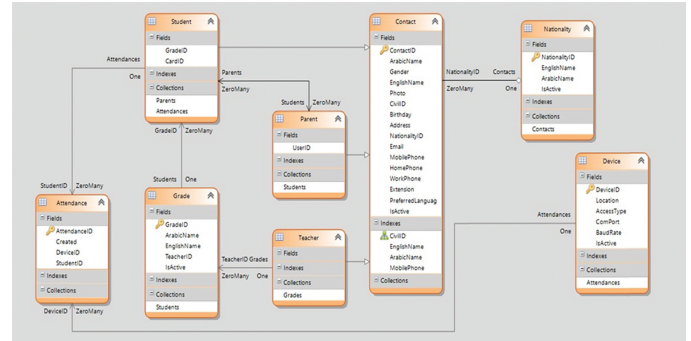 Student
Fields
GradeID
CardID
Indexes
Collections
Parents
Attendances
Contact
Fields
ContactID
ArabicName
Gender
EnglishName
Photo
CivilID
Birthday
Address
NationalityID
Email
MobilePhone
HomePhone
WorkPhone
Extension
PreferredLanguag
IsActive
Indexes
CivilID
EnglishName
ArabicName
MobilePhone
Collections
Nationality
Fields
NationalityID
EnglishName
ArabicName
IsActive
Indexes
Collections
Contacts
Attendances
One
Parents
ZeroMany
NationalityID Contacts
ZeroMany One
Students ZeroMany
GradeID ZeroMany
Parent
Fields
UserID
Indexes
Collections
Students
Device
Fields
DeviceID
Location
AccessType
ComPort
BaudRate
IsActive
Indexes
Collections
Attendances
Students One
StudentID ZeroMany
Attendance
Fields
AttendanceID
Created
DeviceID
StudentID
Indexes
Collections
Grade
Fields
GradeID
ArabicName
EnglishName
TeacherID
IsActive
Indexes
Collections
Students
Teacher
Fields
Indexes
Collections
Grades
TeacherID Grades
ZeroMany One
Attendances
One
DeviceID ZeroMany